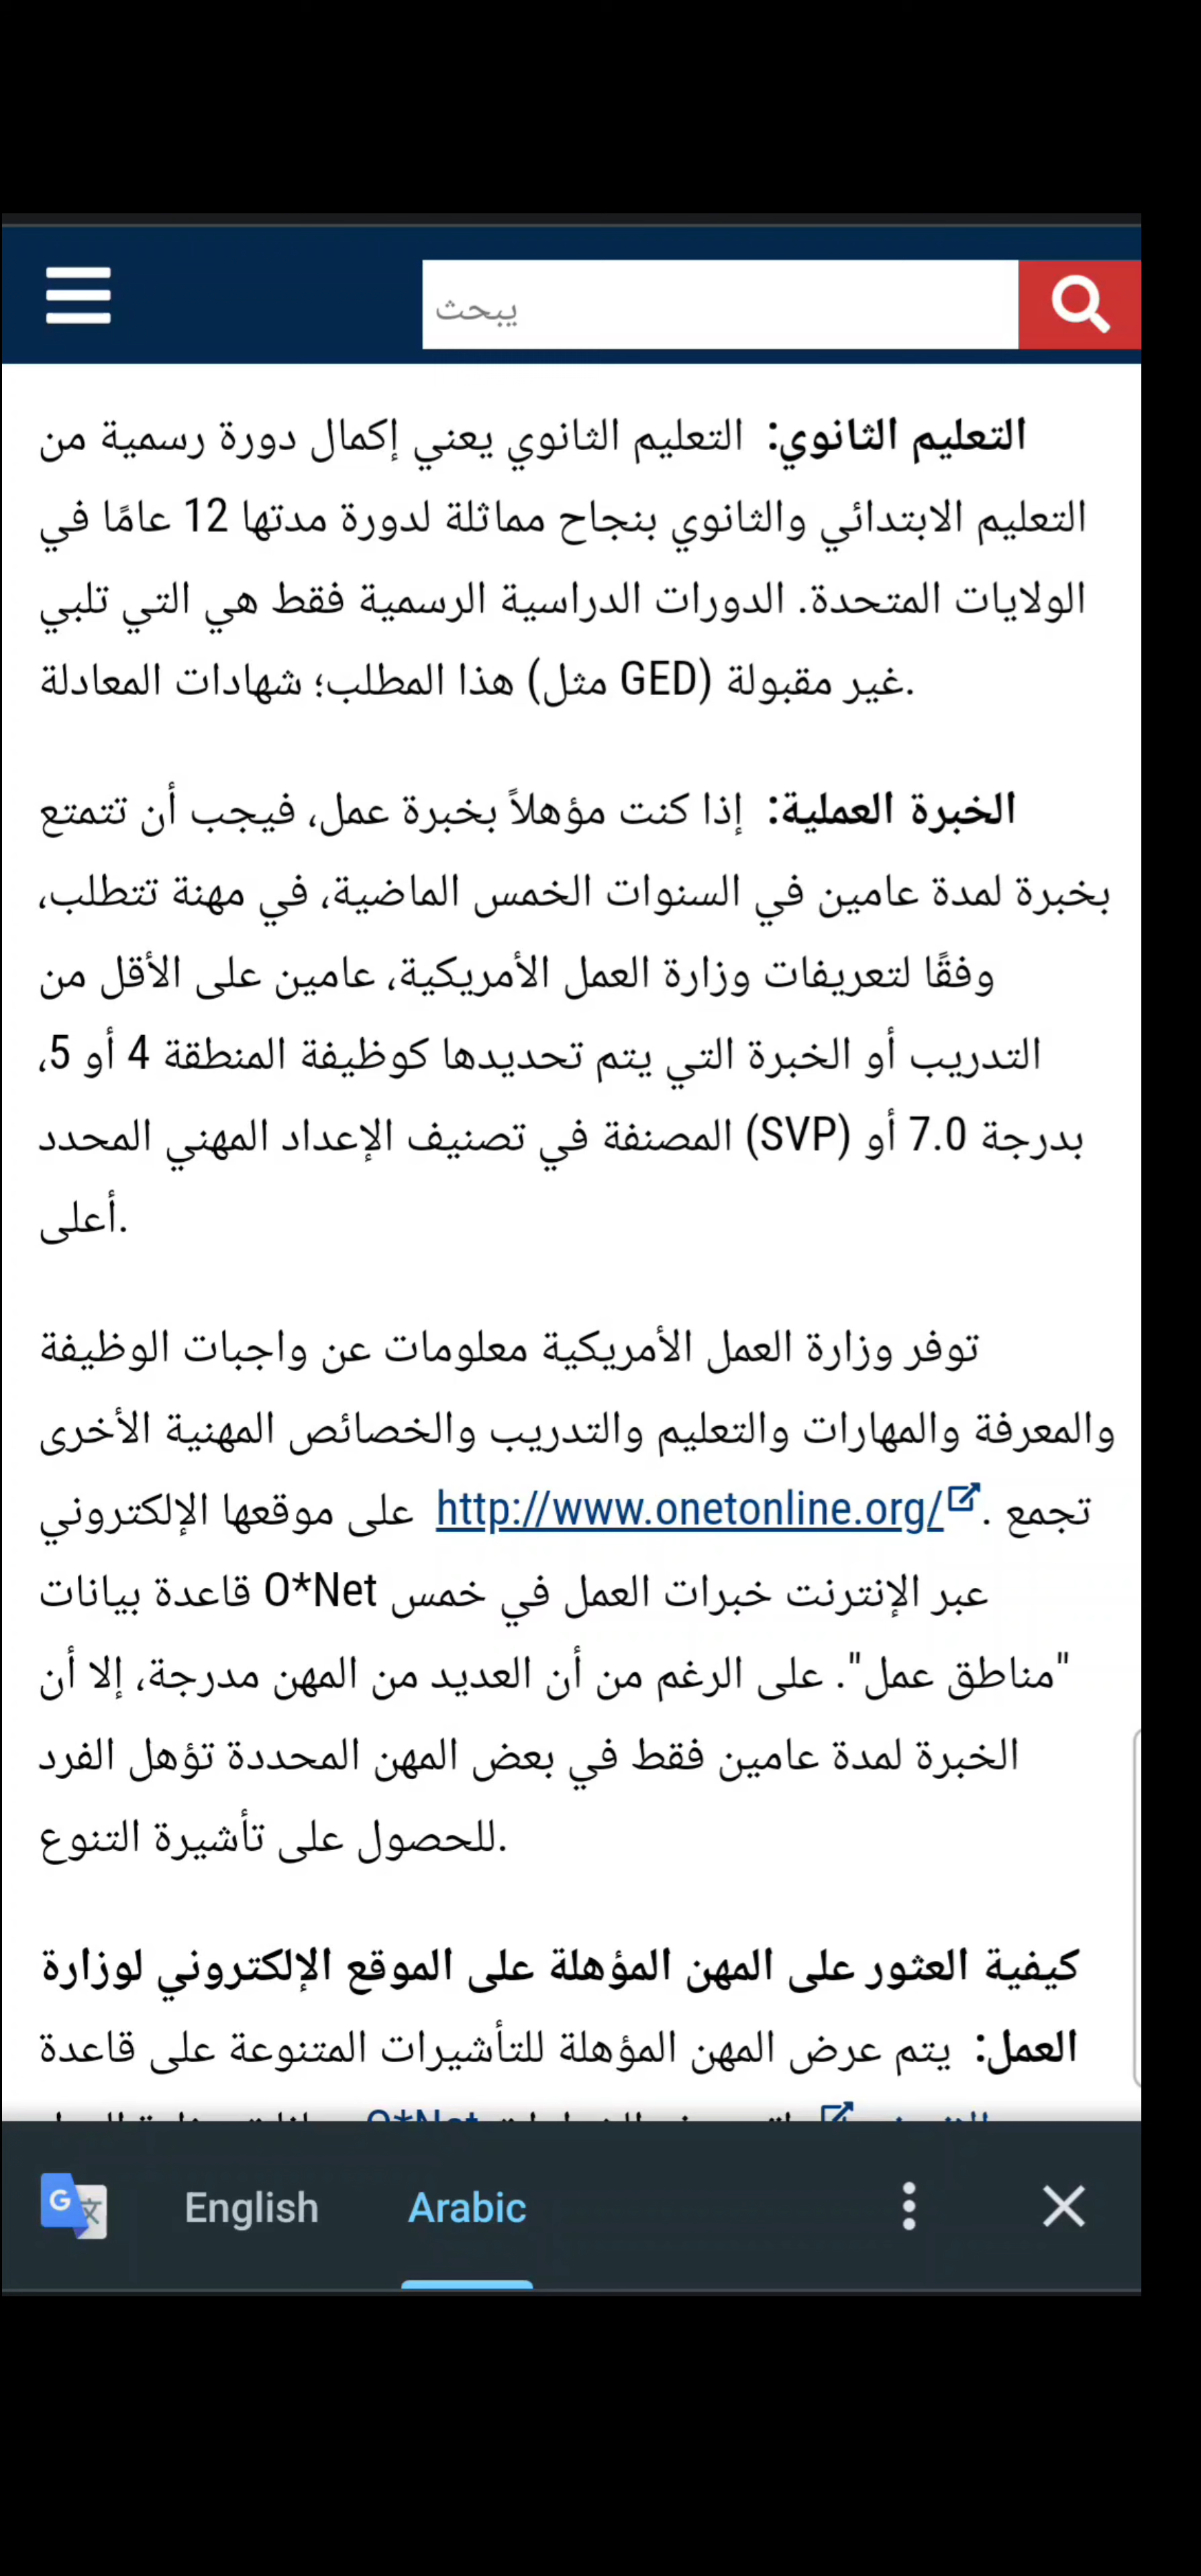 يبحث
التعليم الثانوي: التعليم الثانوي يعني إكمال دورة رسمية من
التعليم الابتدائي والثانوي بنجاح مماثلة لدورة مدتها 12 عامًا في
الولايات المتحدة. الدورات الدراسية الرسمية فقط هي التي تلبي
هذا المطلب؛ شهادات المعادلة (مثل GED) غير مقبولة.
الخبرة العملية: إذا كنت مؤهلاً بخبرة عمل، فيجب أن تتمتع
بخبرة لمدة عامين في السنوات الخمس الماضية، في مهنة تتطلب،
وفقًا لتعريفات وزارة العمل الأمريكية، عامين على الأقل من
التدريب أو الخبرة التي يتم تحديدها كوظيفة المنطقة 4 أو 5،
المصنفة في تصنيف الإعداد المهني المحدد (SVP) بدرجة 7.0 أو
أعلى.
توفر وزارة العمل الأمريكية معلومات عن واجبات الوظيفة
والمعرفة والمهارات والتعليم والتدريب والخصائص المهنية الأخرى
على موقعها الإلكتروني http://www.onetonline.org/. تجمع
قاعدة بيانات O*Net عبر الإنترنت خبرات العمل في خمس
"مناطق عمل". على الرغم من أن العديد من المهن مدرجة، إلا أن
الخبرة لمدة عامين فقط في بعض المهن المحددة تؤهل الفرد
للحصول على تأشيرة التنوع.
كيفية العثور على المهن المؤهلة على الموقع الإلكتروني لوزارة
العمل: يتم عرض المهن المؤهلة للتأشيرات المتنوعة على قاعدة
O*Net
English Arabic